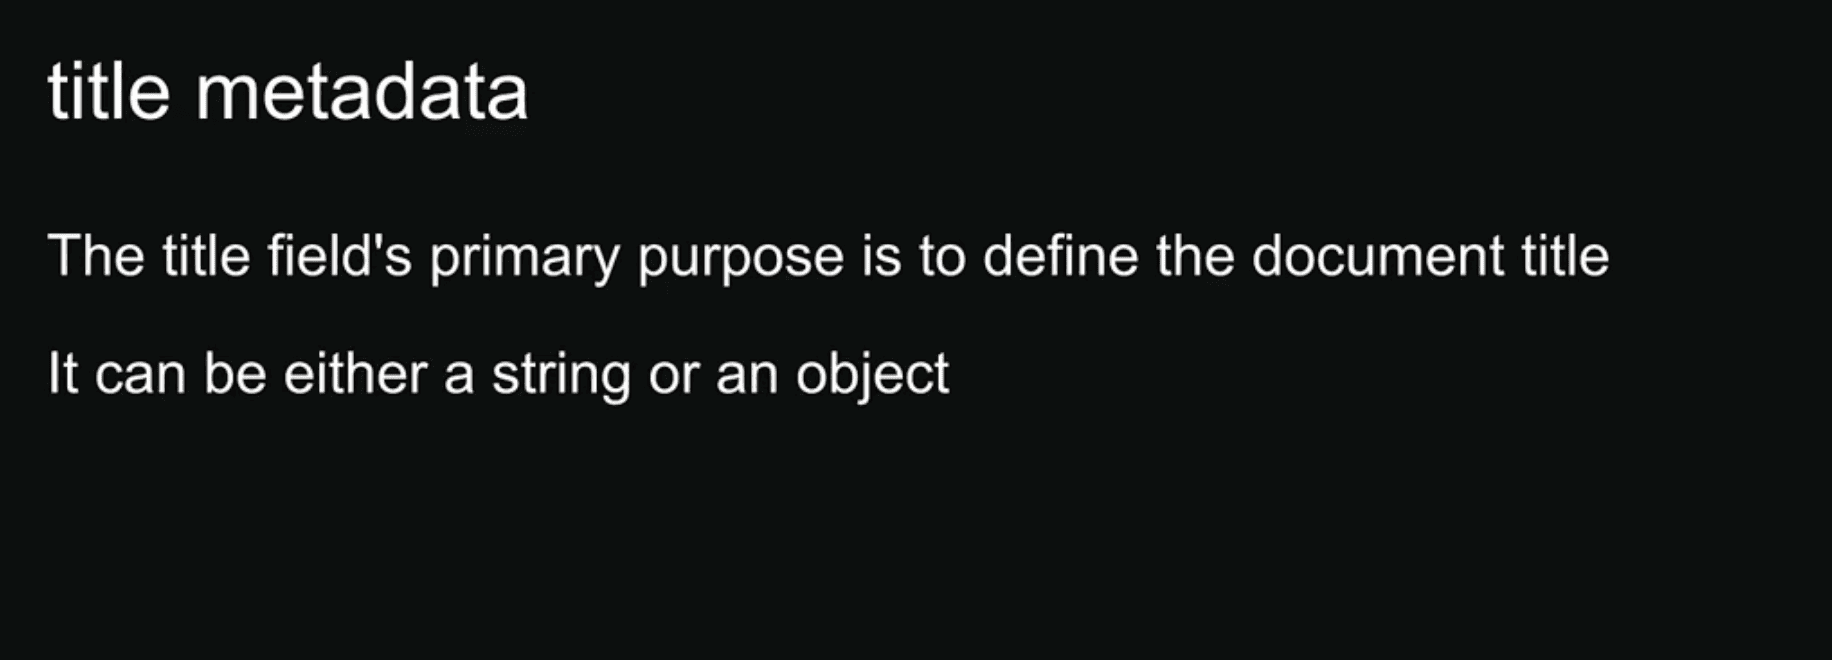 title metadata
The title field's primary purpose is to define the document title
It can be either a string or an object